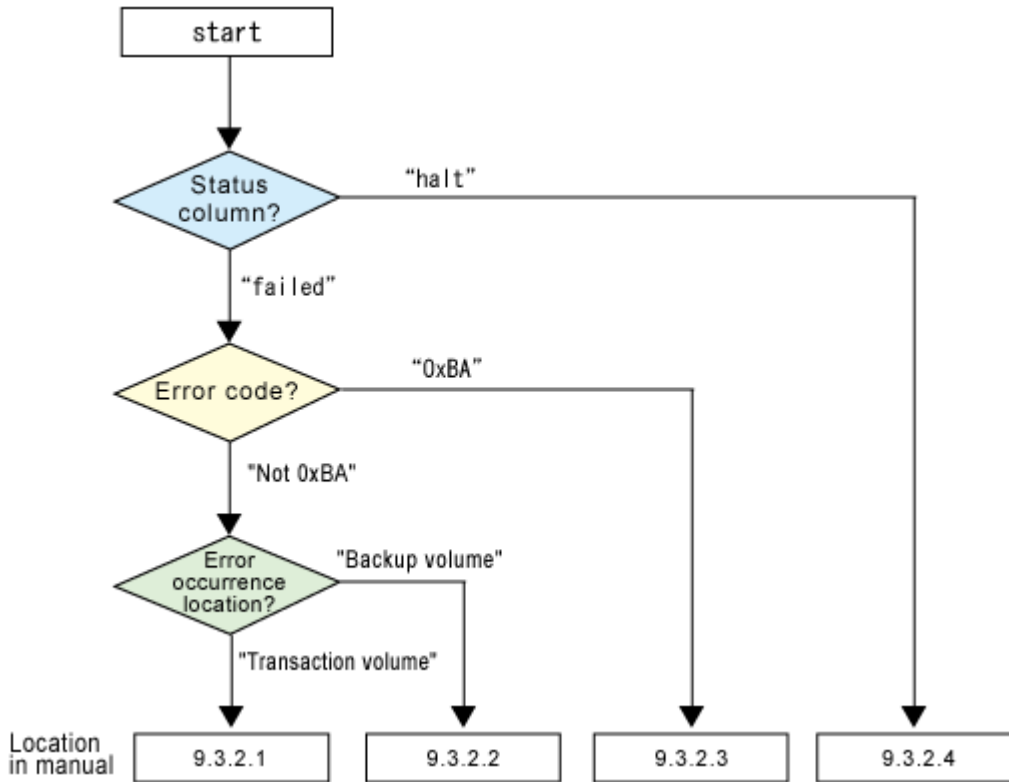 start
Status
column?
“halt”
“failed”
Error code?
“0xBA”
"Not 0xBA"
Error
occurrence
location?
"Backup volume"
"Transaction volume"
Location
in manual
9.3.2.1
9.3.2.2
9.3.2.3
9.3.2.4